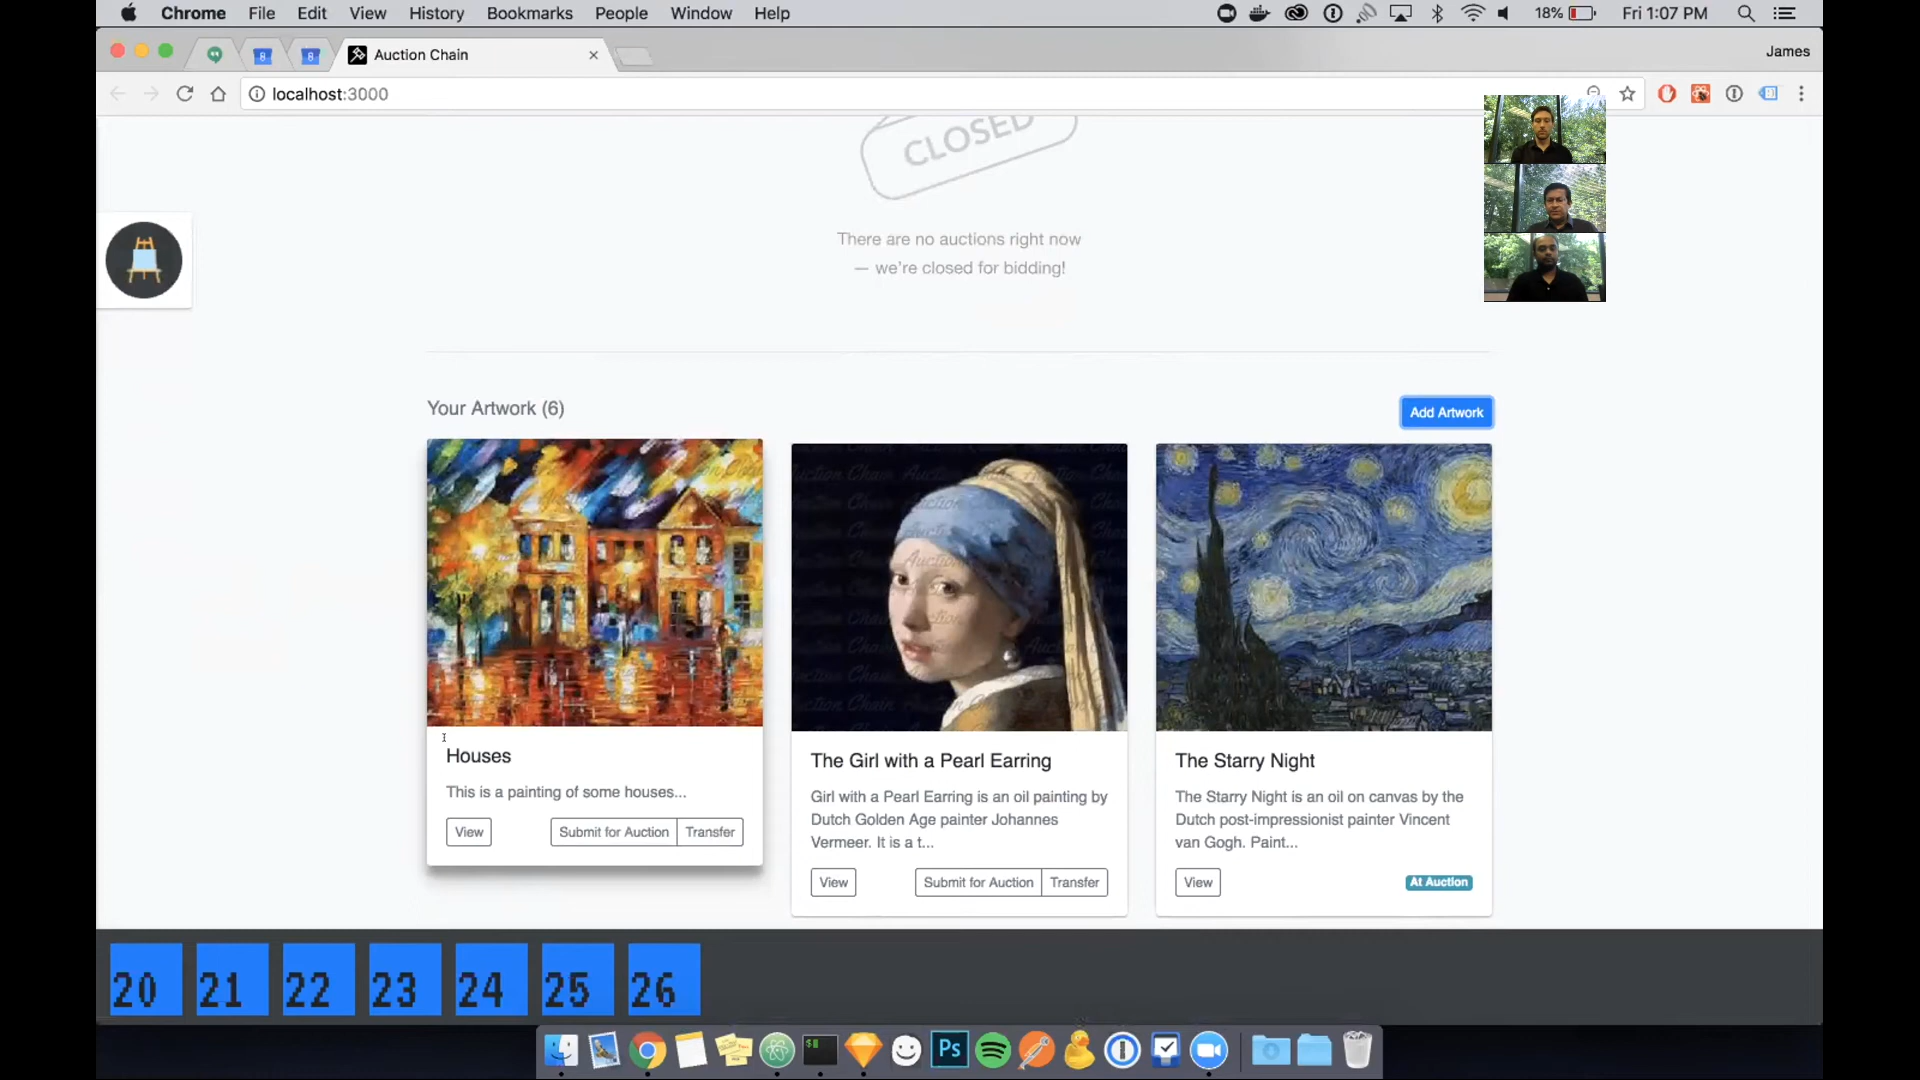 Chrome File Edit View History Bookmarks People Window Help
18% Fri 1:07 PM
8
8
Auction Chain
James
localhost:3000
CLOSED
There are no auctions right now
— we're closed for bidding!
Your Artwork (6)
Add Artwork
Houses
This is a painting of some houses...
View
Submit for Auction
Transfer
The Girl with a Pearl Earring
Girl with a Pearl Earring is an oil painting by
Dutch Golden Age painter Johannes
Vermeer. It is a t...
View
Submit for Auction
Transfer
The Starry Night
The Starry Night is an oil on canvas by the
Dutch post-impressionist painter Vincent
van Gogh. Paint...
View
At Auction
20 21 22 23 24 25 26
Ps